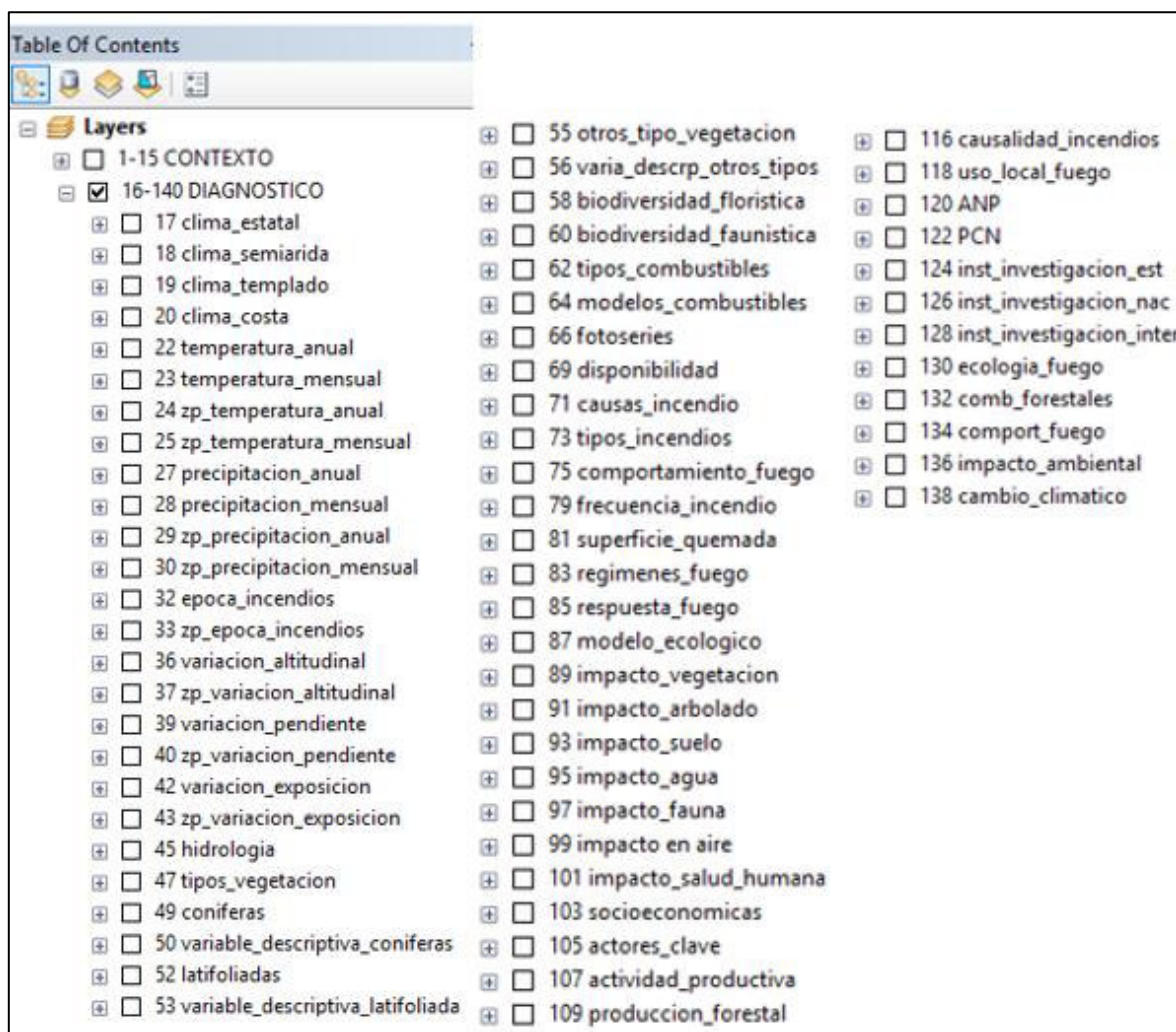 Table Of Contents
Layers
1-15 CONTEXTO
16-140 DIAGNOSTICO
17 clima_estatal
18 clima_semiarida
19 clima_templado
20 clima_costa
22 temperatura_anual
23 temperatura_mensual
24 zp_temperatura_anual
25 zp_temperatura_mensual
27 precipitacion_anual
28 precipitacion_mensual
29 zp_precipitacion_anual
30 zp_precipitacion_mensual
32 epoca_incendios
33 zp_epoca_incendios
36 variacion_altitudinal
37 zp_variacion_altitudinal
39 variacion_pendiente
40 zp_variacion_pendiente
42 variacion_exposicion
43 zp_variacion_exposicion
45 hidrologia
47 tipos_vegetacion
49 coniferas
50 variable_descriptiva_coniferas
52 latifoliadas
53 variable_descriptiva_latifoliada
55 otros_tipo_vegetacion
56 varia_descrp_otros_tipos
58 biodiversidad_floristica
60 biodiversidad_faunistica
62 tipos_combustibles
64 modelos_combustibles
66 fotoseries
69 disponibilidad
71 causas_incendio
73 tipos_incendios
75 comportamiento_fuego
79 frecuencia_incendio
81 superficie_quemada
83 regimenes_fuego
85 respuesta_fuego
87 modelo_ecologico
89 impacto_vegetacion
91 impacto_arbolado
93 impacto_suelo
95 impacto_agua
97 impacto_fauna
99 impacto en aire
101 impacto_salud_humana
103 socioeconomicas
105 actores_clave
107 actividad_productiva
109 produccion_forestal
116 causalidad_incendios
118 uso_local_fuego
120 ANP
122 PCN
124 inst_investigacion_est
126 inst_investigacion_nac
128 inst_investigacion_inter
130 ecologia_fuego
132 comb_forestales
134 comport_fuego
136 impacto_ambiental
138 cambio_climatico